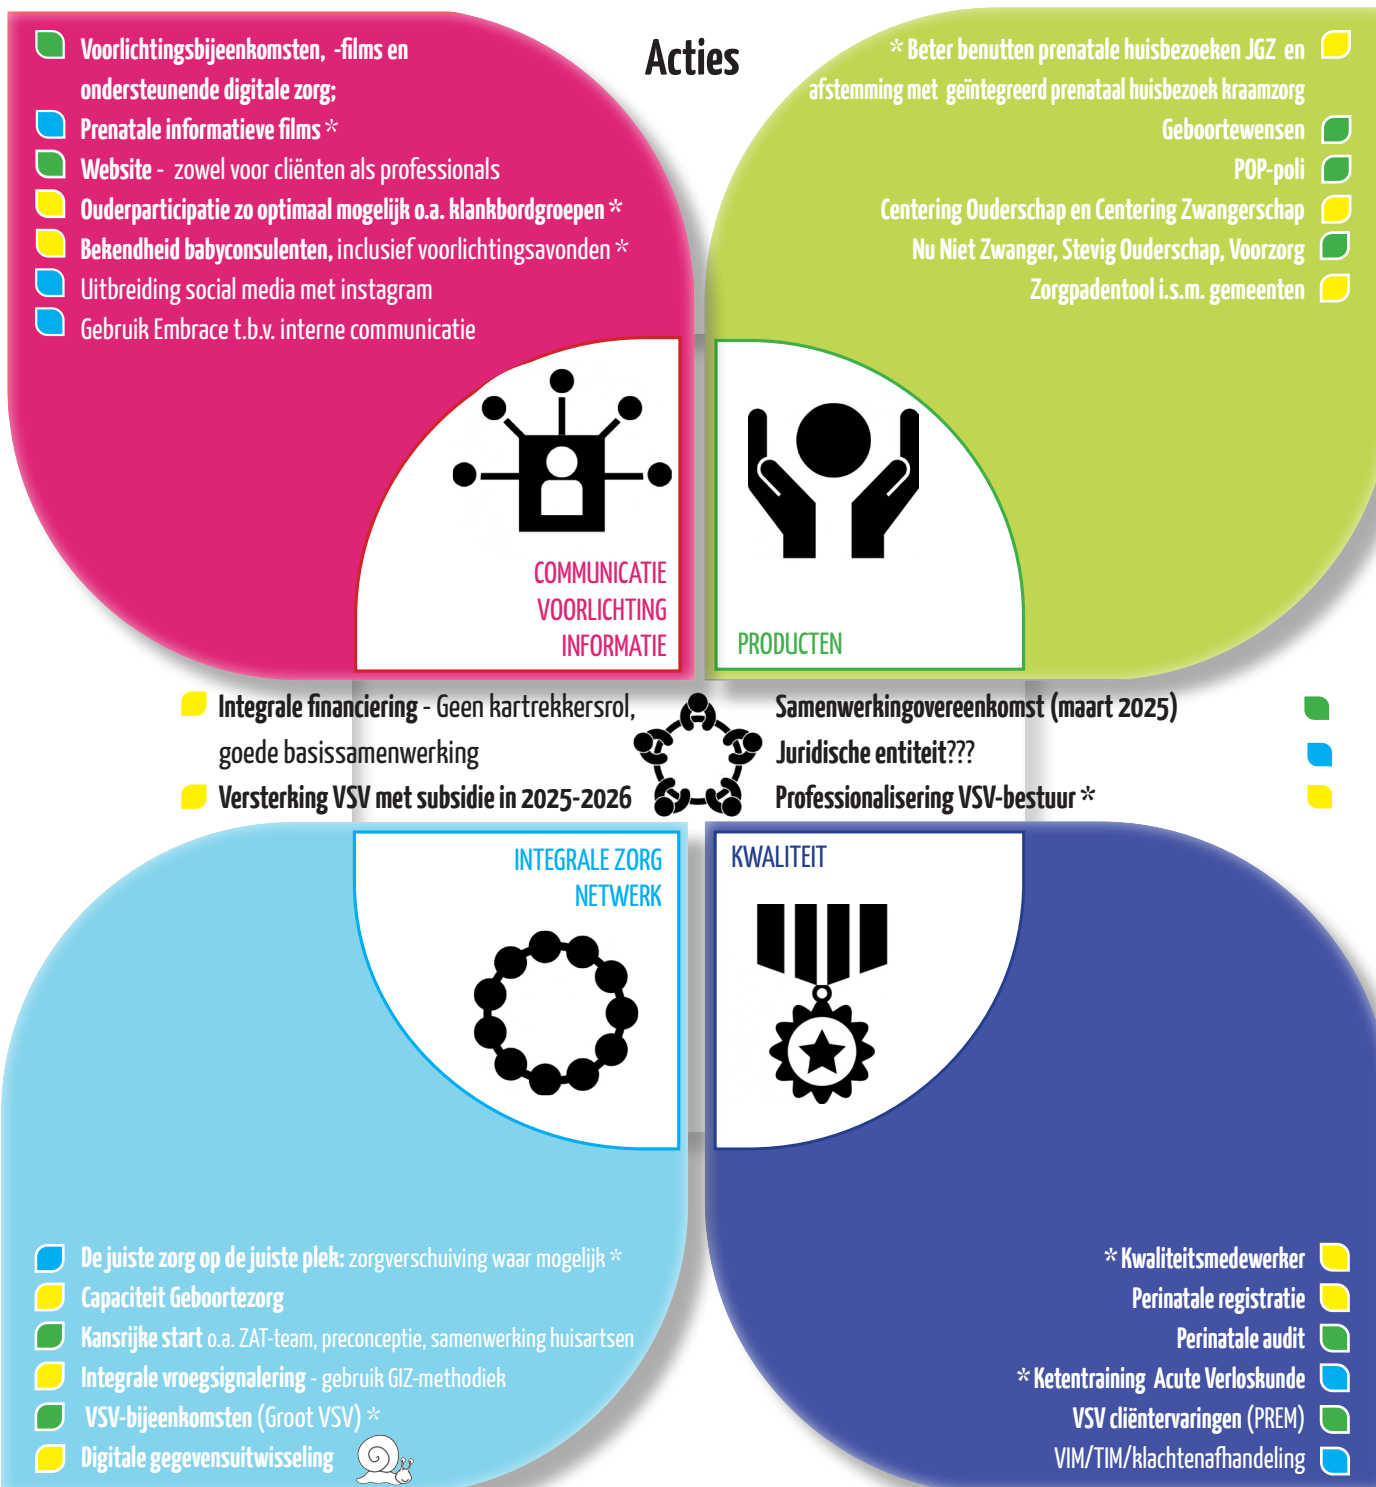 Acties
Voorlichtingsbijeenkomsten, -films en
ondersteunende digitale zorg;
Prenatale informatieve films *
Website - zowel voor cliënten als professionals
Ouderparticipatie zo optimaal mogelijk o.a. klankbordgroepen *
Bekendheid babyconsulenten, inclusief voorlichtingsavonden *
Uitbreiding social media met instagram
Gebruik Embrace t.b.v. interne communicatie
COMMUNICATIE
VOORLICHTING
INFORMATIE
* Beter benutten prenatale huisbezoeken JGZ en
afstemming met geïntegreerd prenataal huisbezoek kraamzorg
Geboortewensen
POP-poli
Centering Ouderschap en Centering Zwangerschap
Nu Niet Zwanger, Stevig Ouderschap, Voorzorg
Zorgpadentool i.s.m. gemeenten
PRODUCTEN
Integrale financiering - Geen kartrekkersrol,
goede basissamenwerking
Versterking VSV met subsidie in 2025-2026
Samenwerkingovereenkomst (maart 2025)
Juridische entiteit???
Professionalisering VSV-bestuur *
INTEGRALE ZORG
NETWERK
De juiste zorg op de juiste plek: zorgverschuiving waar mogelijk *
Capaciteit Geboortezorg
Kansrijke start o.a. ZAT-team, preconceptie, samenwerking huisartsen
Integrale vroegsignalering - gebruik GIZ-methodiek
VSV-bijeenkomsten (Groot VSV) *
Digitale gegevensuitwisseling
KWALITEIT
* Kwaliteitsmedewerker
Perinatale registratie
Perinatale audit
* Ketentraining Acute Verloskunde
VSV cliëntervaringen (PREM)
VIM/TIM/klachtenafhandeling